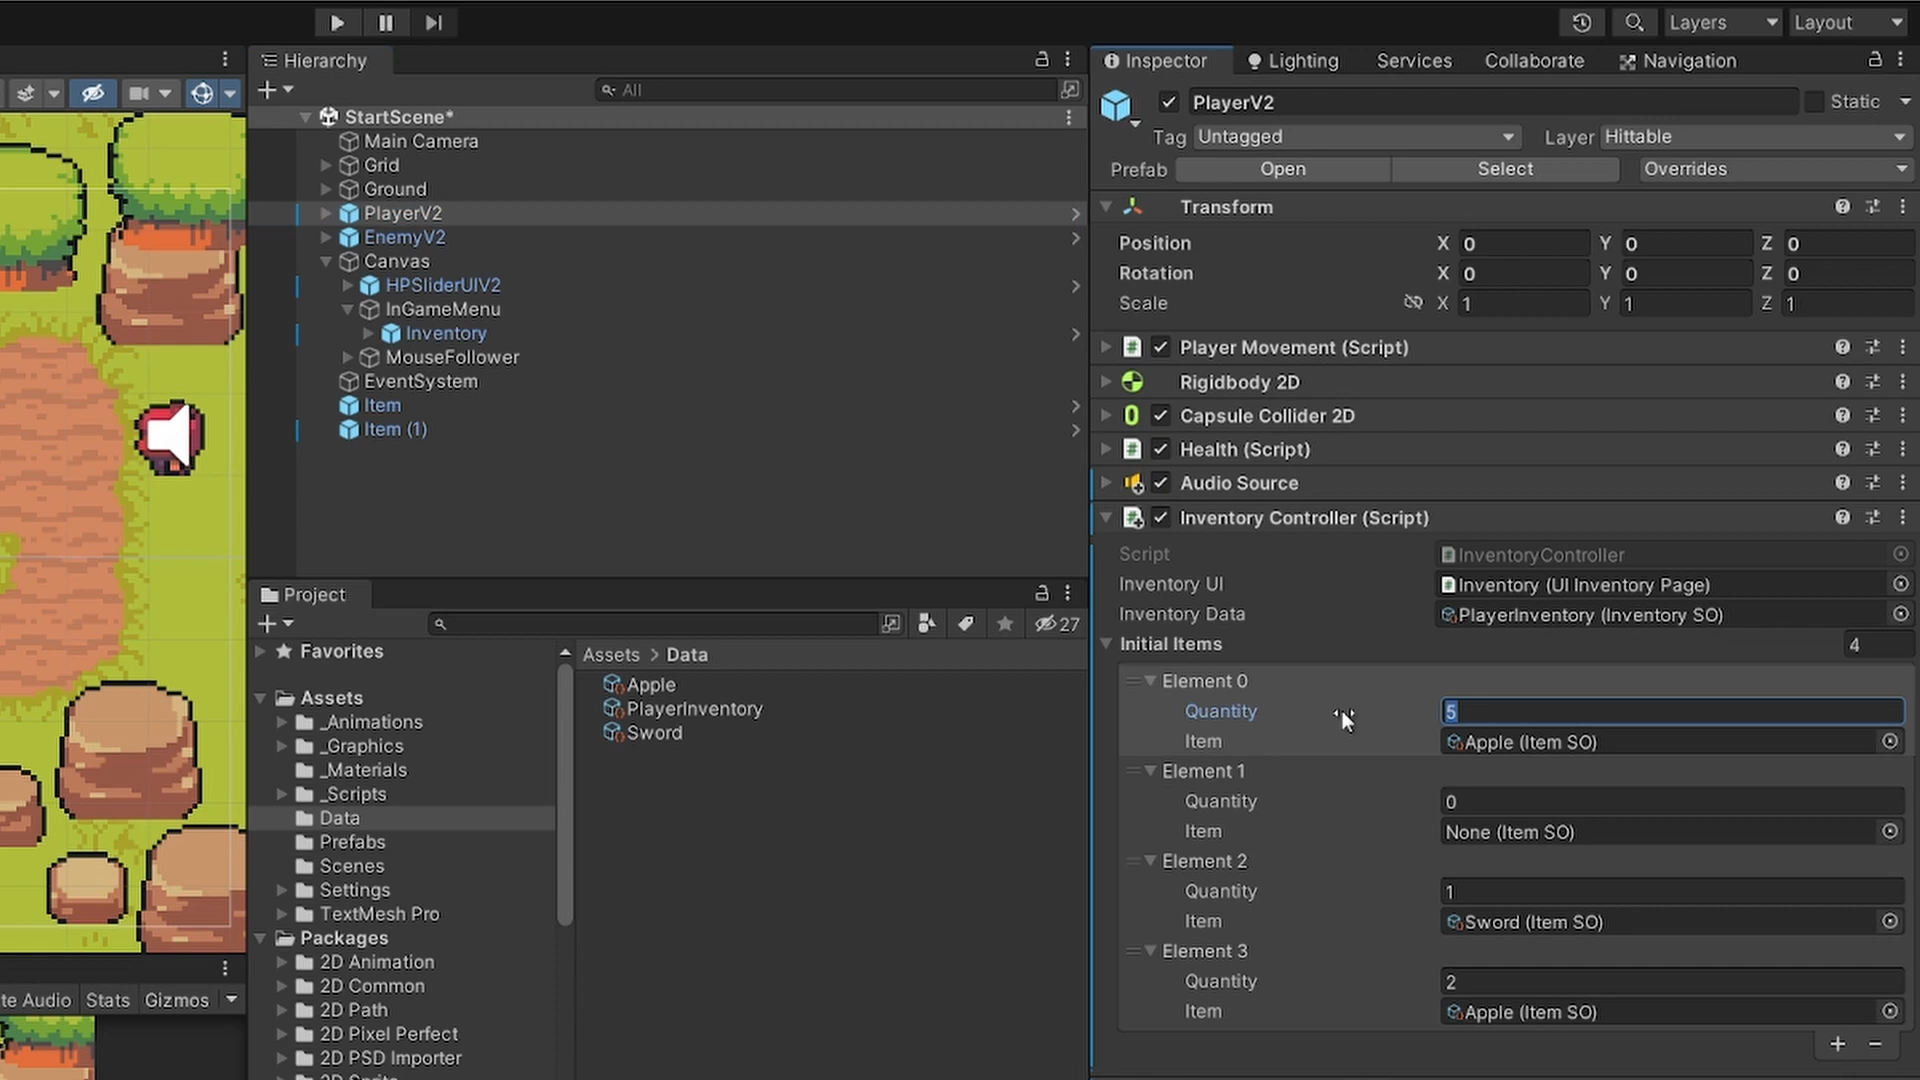 Layers
Layout
Hierarchy
All
StartScene*
Main Camera
Grid
Ground
PlayerV2
EnemyV2
Canvas
HPSliderUIV2
InGameMenu
Inventory
MouseFollower
EventSystem
Item
Item (1)
Project
27
Favorites
Assets
_Animations
_Graphics
_Materials
_Scripts
Data
Prefabs
Scenes
Settings
TextMesh Pro
Packages
2D Animation
2D Common
2D Path
2D Pixel Perfect
2D PSD Importer
Assets > Data
Apple
PlayerInventory
Sword
te Audio Stats Gizmos
Inspector Lighting Services Collaborate Navigation
PlayerV2 Static
Tag Untagged Layer Hittable
Prefab Open Select Overrides
Transform
Position X 0 Y 0 Z 0
Rotation X 0 Y 0 Z 0
Scale X 1 Y 1 Z 1
Player Movement (Script)
Rigidbody 2D
Capsule Collider 2D
Health (Script)
Audio Source
Inventory Controller (Script)
Script InventoryController
Inventory UI Inventory (UI Inventory Page)
Inventory Data PlayerInventory (Inventory SO)
Initial Items 4
Element 0
Quantity 5
Item Apple (Item SO)
Element 1
Quantity 0
Item None (Item SO)
Element 2
Quantity 1
Item Sword (Item SO)
Element 3
Quantity 2
Item Apple (Item SO)